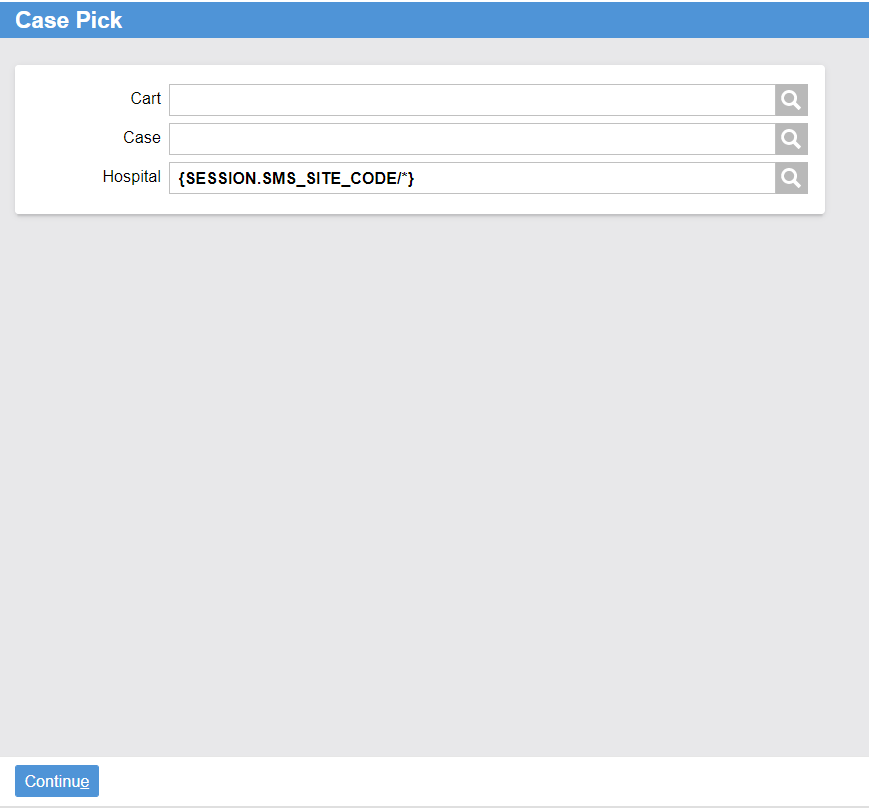 Case Pick
Cart
Case
Hospital {SESSION.SMS_SITE_CODE/*}
Continue